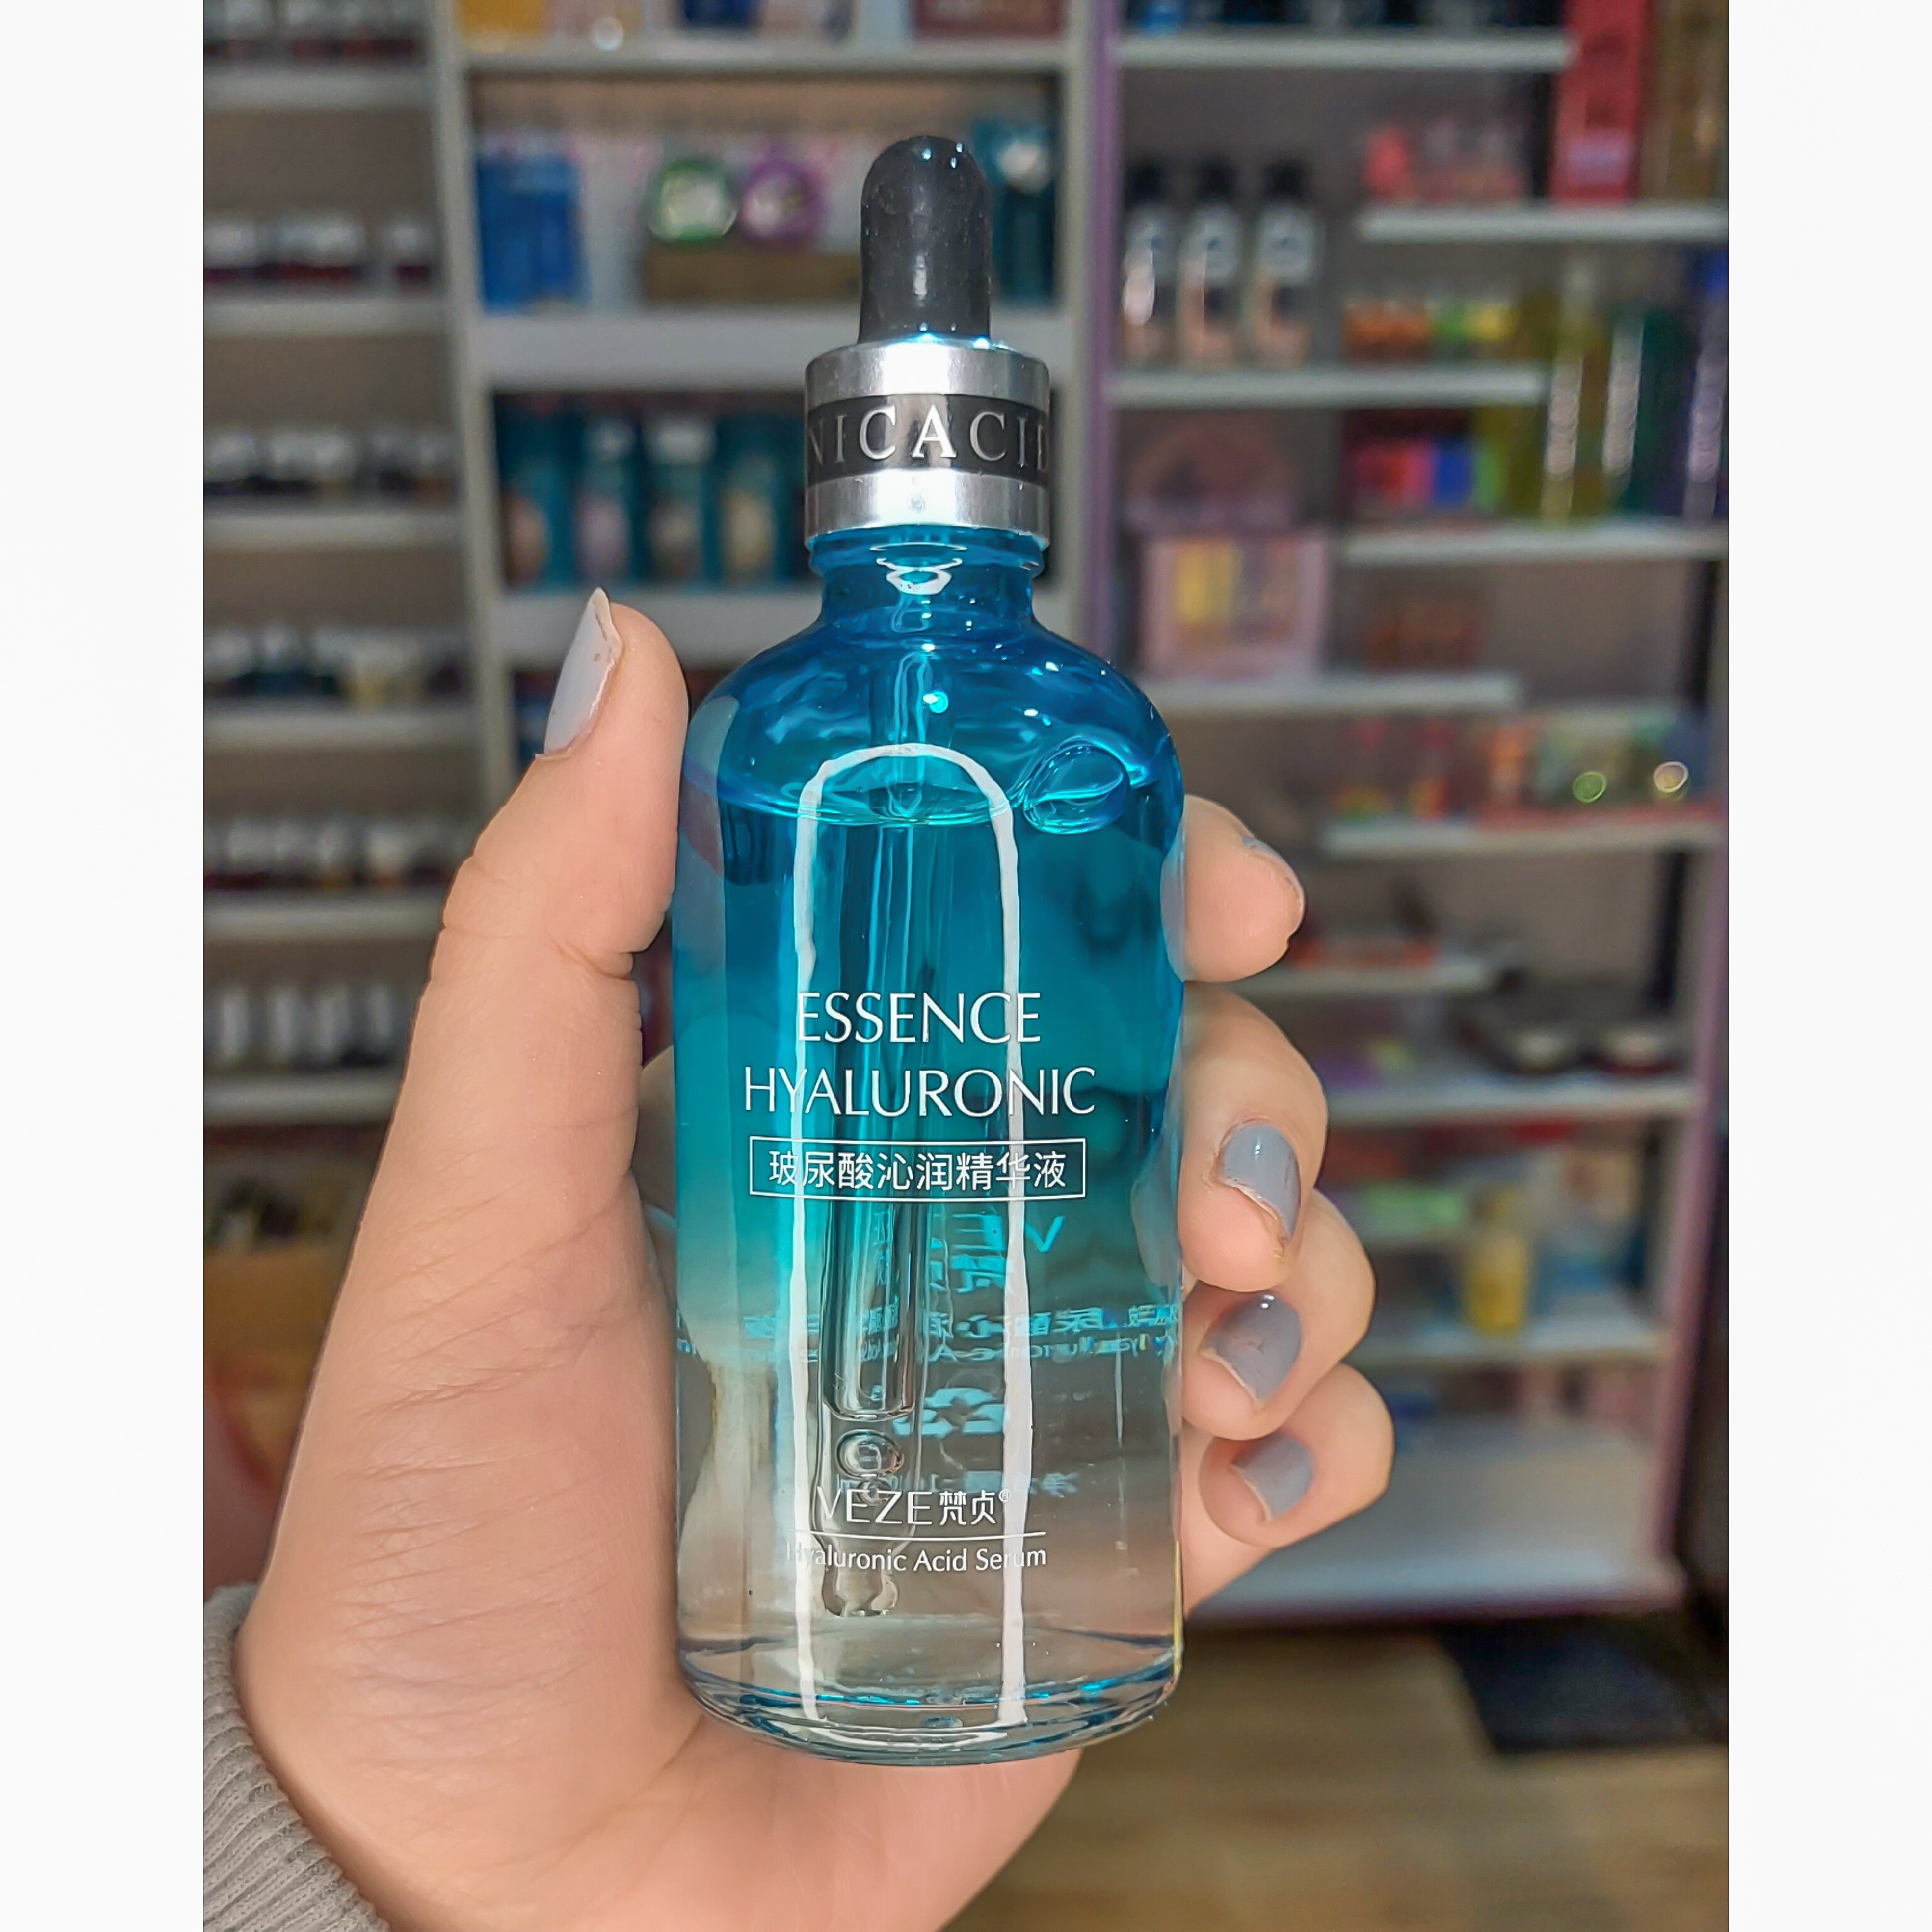 NICACID
ESSENCE
HYALURONIC
玻尿酸沁润精华液
VEZE梵贞®
Hyaluronic Acid Serum